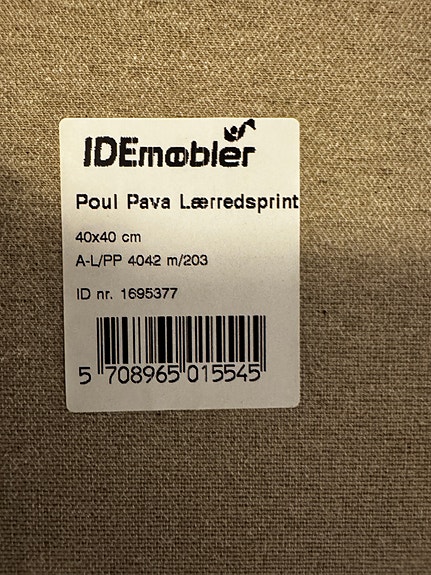 IDEmøbler
Poul Pava Lærredsprint
40x40 cm
A-L/PP 4042 m/203
ID nr. 1695377
5 708965 015545